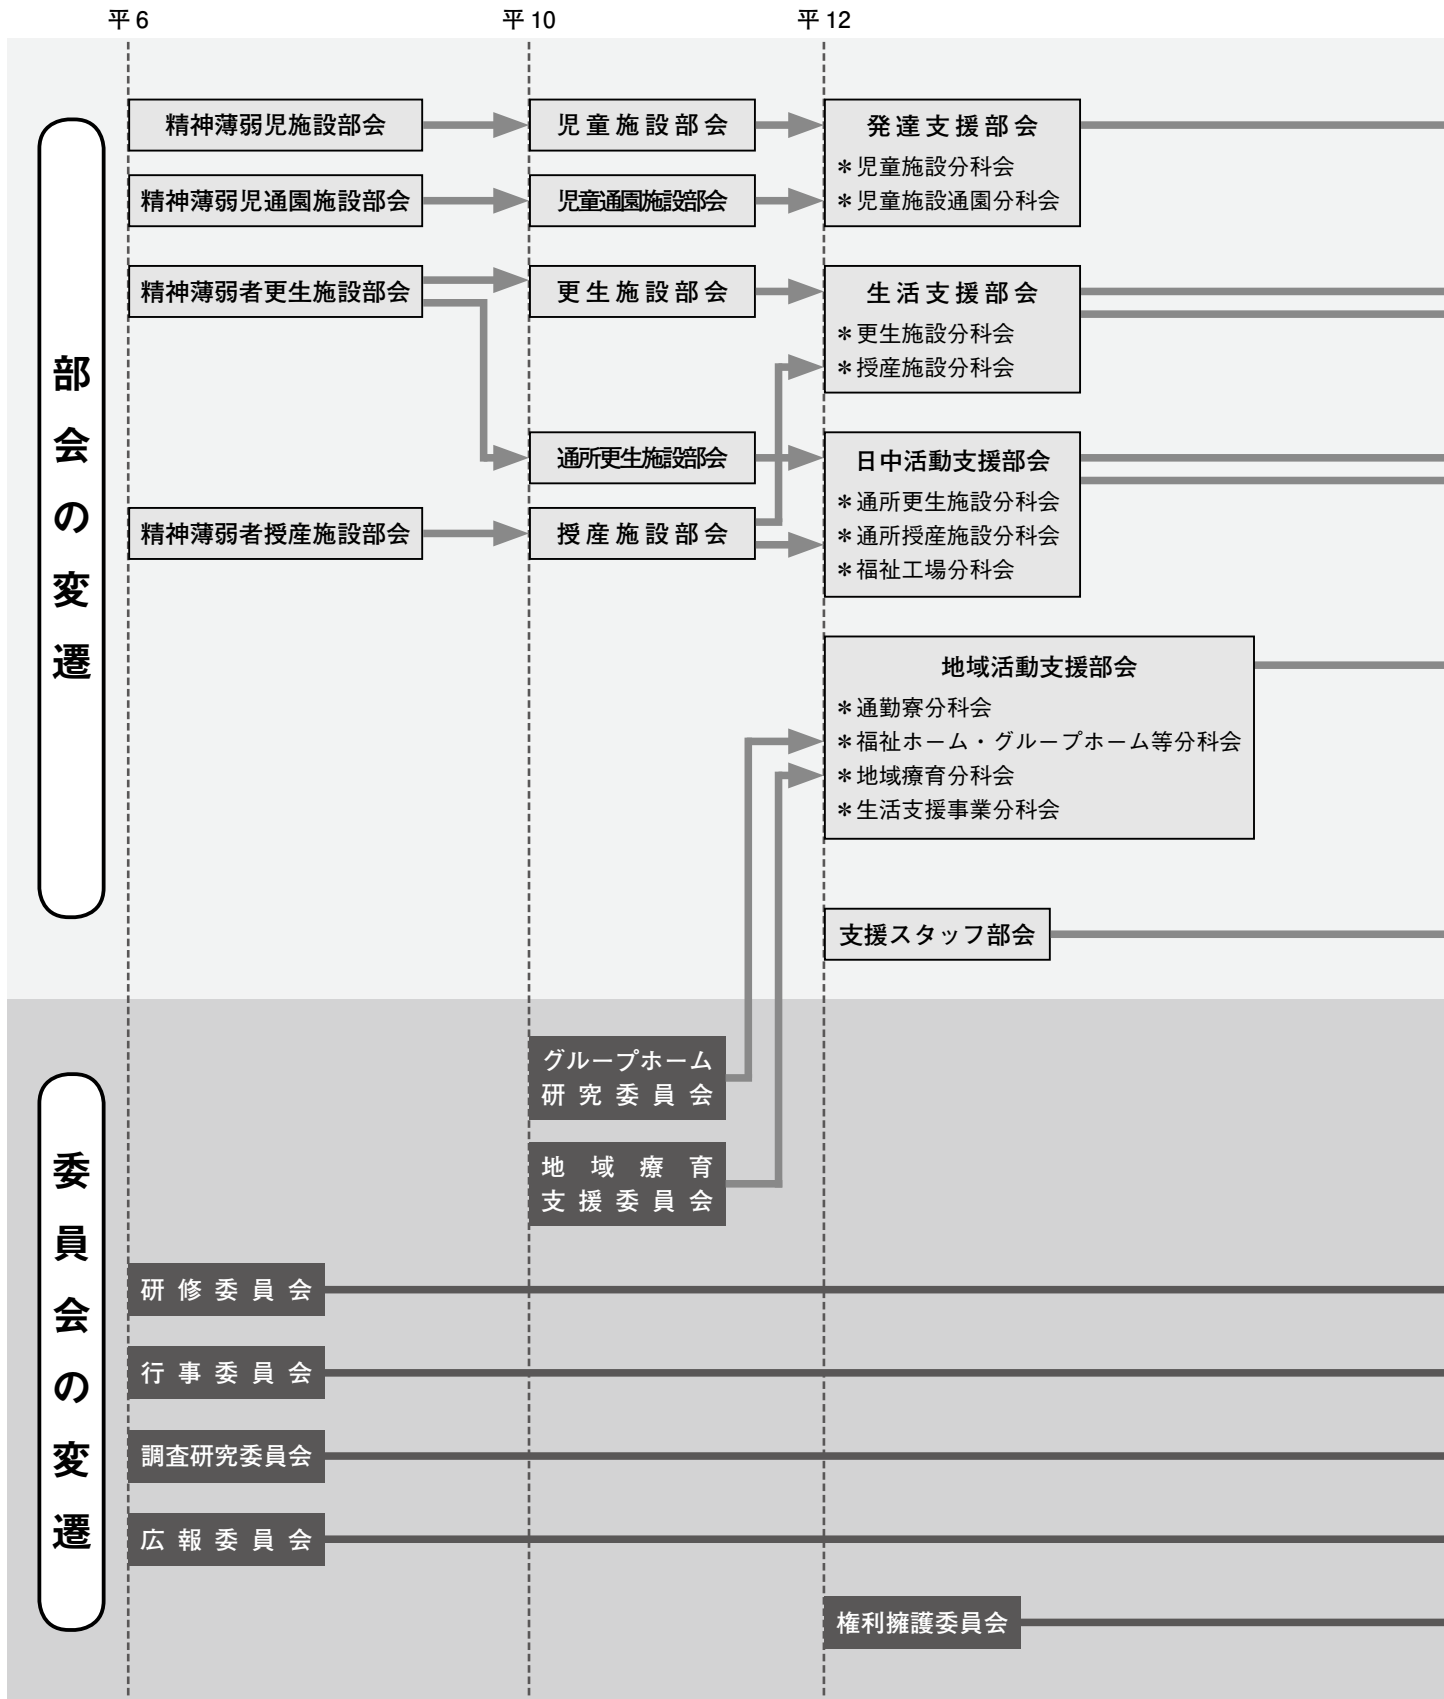 平 6
平 10
平 12
部会の変遷
精神薄弱児施設部会
児童施設部会
発達支援部会
＊児童施設分科会
＊児童施設通園分科会
精神薄弱児通園施設部会
児童通園施設部会
精神薄弱者更生施設部会
更生施設部会
生活支援部会
＊更生施設分科会
＊授産施設分科会
通所更生施設部会
日中活動支援部会
＊通所更生施設分科会
＊通所授産施設分科会
＊福祉工場分科会
精神薄弱者授産施設部会
授産施設部会
地域活動支援部会
＊通勤寮分科会
＊福祉ホーム・グループホーム等分科会
＊地域療育分科会
＊生活支援事業分科会
支援スタッフ部会
委員会の変遷
グループホーム
研究委員会
地域療育
支援委員会
研修委員会
行事委員会
調査研究委員会
広報委員会
権利擁護委員会